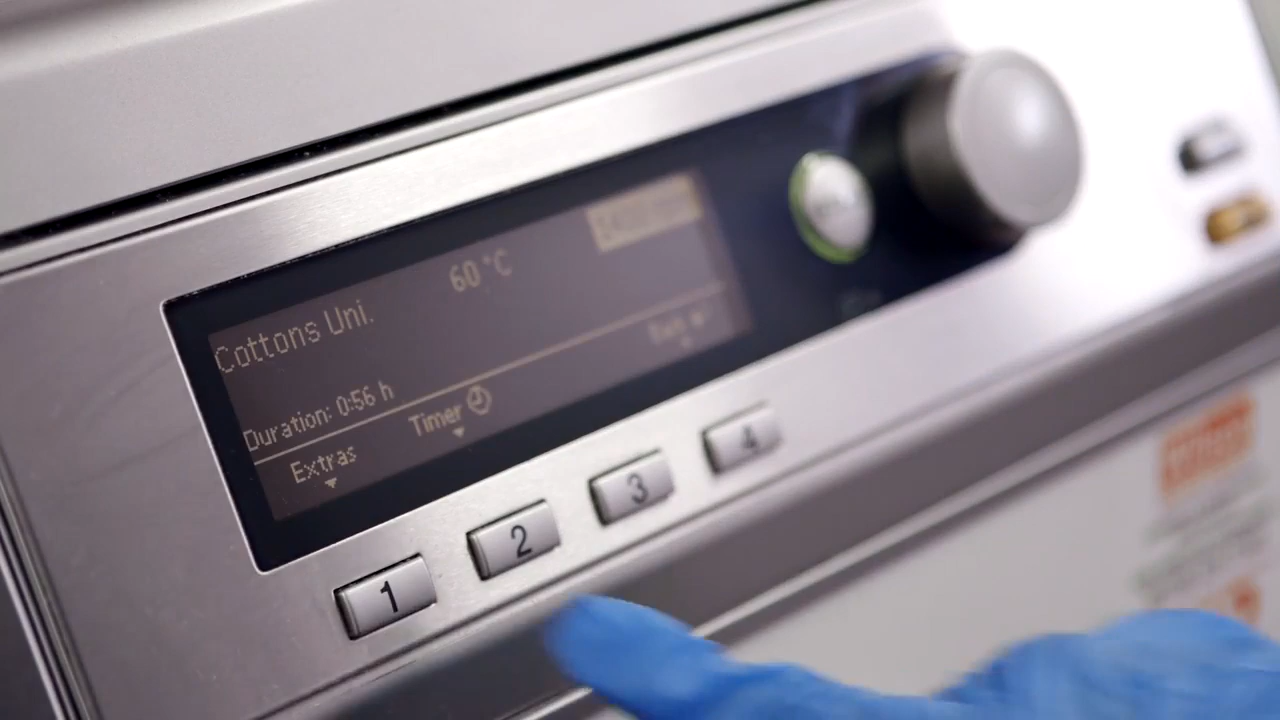 60 °C
Cottons Uni.
Duration: 0:56 h
Extras
Timer
1
2
3
4